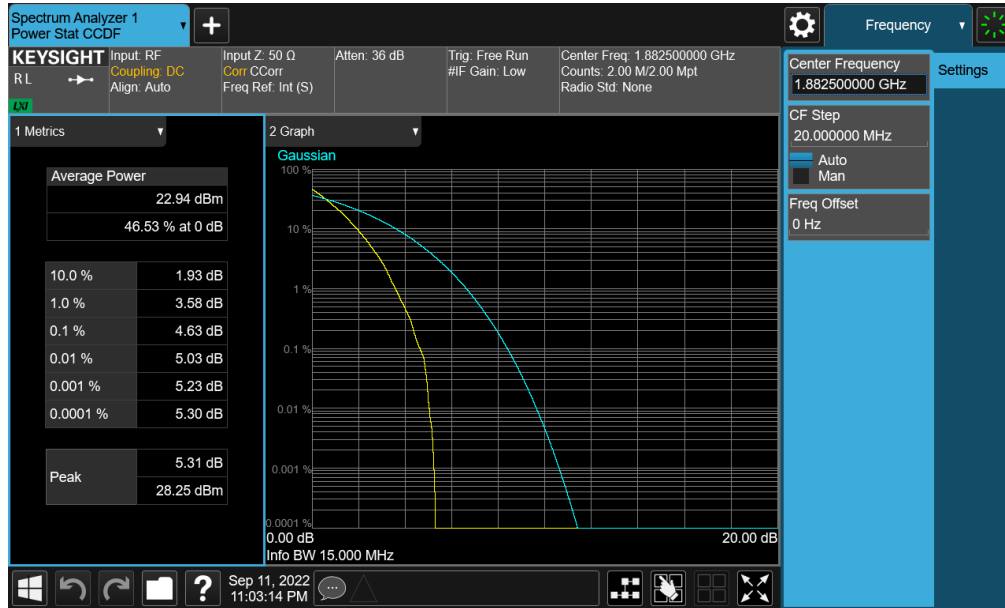 Spectrum Analyzer 1
Power Stat CCDF
Frequency
KEYSIGHT
R L
LXI
Input: RF
Coupling: DC
Align: Auto
Input Z: 50 Ω
Corr CCorr
Freq Ref: Int (S)
Atten: 36 dB
Trig: Free Run
#IF Gain: Low
Center Freq: 1.882500000 GHz
Counts: 2.00 M/2.00 Mpt
Radio Std: None
Center Frequency
1.882500000 GHz
Settings
CF Step
20.000000 MHz
Auto
Man
Freq Offset
0 Hz
1 Metrics
Average Power
22.94 dBm
46.53 % at 0 dB
10.0 % 1.93 dB
1.0 % 3.58 dB
0.1 % 4.63 dB
0.01 % 5.03 dB
0.001 % 5.23 dB
0.0001 % 5.30 dB
Peak 5.31 dB
28.25 dBm
2 Graph
Gaussian
100 %
10 %
1 %
0.1 %
0.01 %
0.001 %
0.0001 %
0.00 dB 20.00 dB
Info BW 15.000 MHz
?
Sep 11, 2022
11:03:14 PM